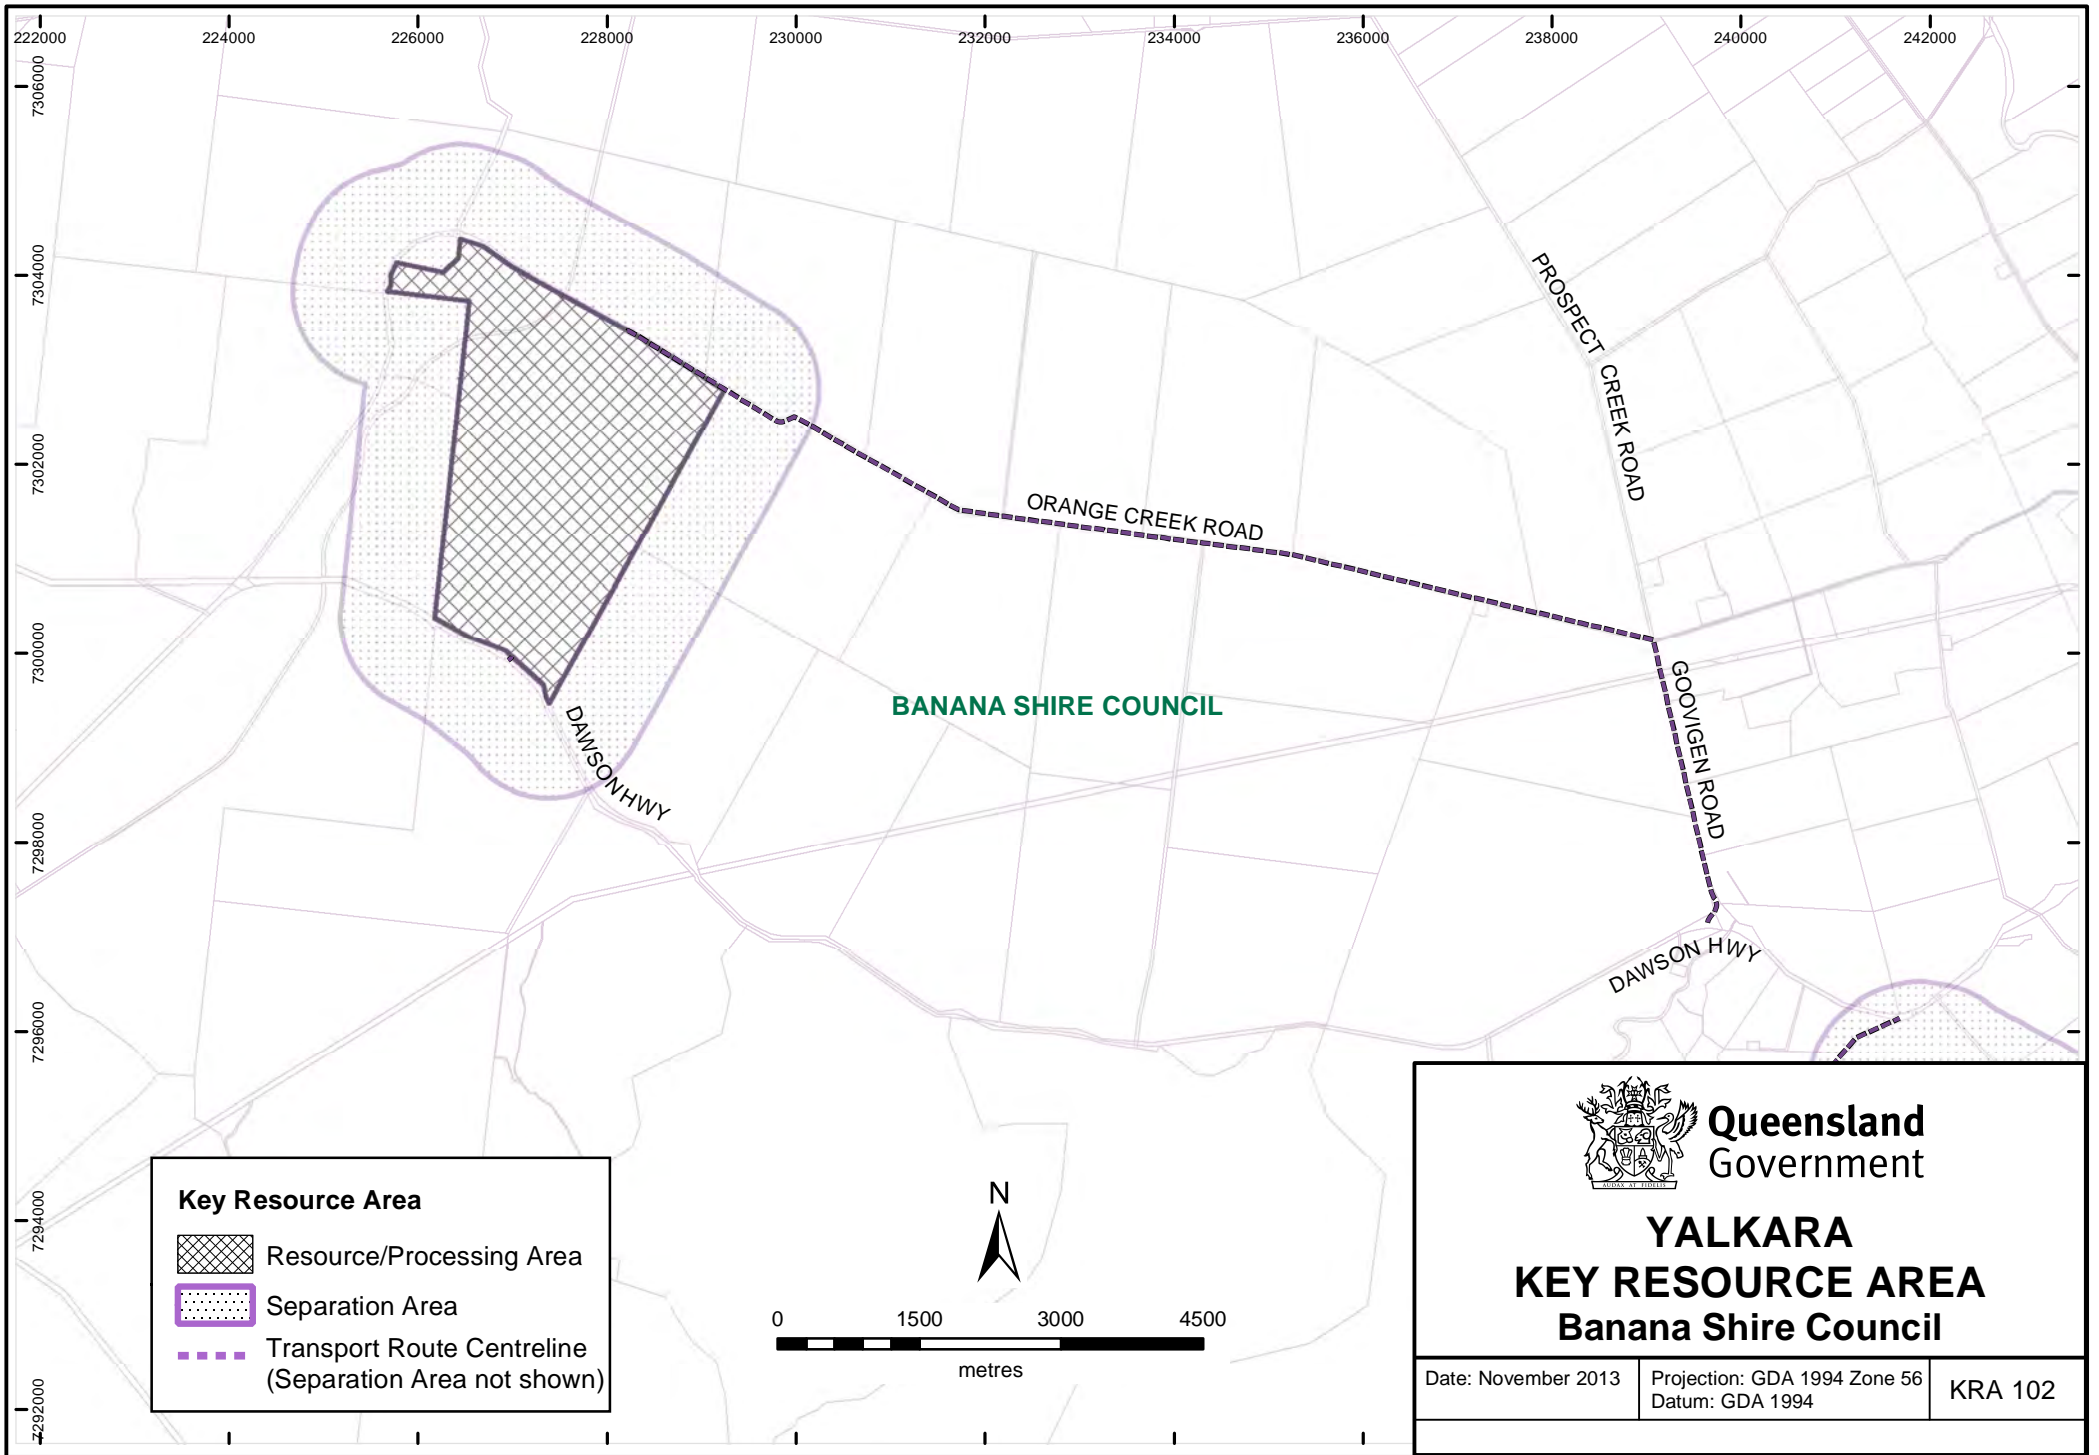 222000
224000
226000
228000
230000
232000
234000
236000
238000
240000
242000
7306000
7304000
7302000
7300000
7298000
7296000
7294000
7292000
PROSPECT CREEK ROAD
ORANGE CREEK ROAD
GOOVIGEN ROAD
BANANA SHIRE COUNCIL
DAWSON HWY
DAWSON HWY
Key Resource Area
Resource/Processing Area
Separation Area
Transport Route Centreline
(Separation Area not shown)
N
0 1500 3000 4500
metres
AUDAX AT FIDELIS
Queensland
Government
YALKARA
KEY RESOURCE AREA
Banana Shire Council
Date: November 2013
Projection: GDA 1994 Zone 56
Datum: GDA 1994
KRA 102